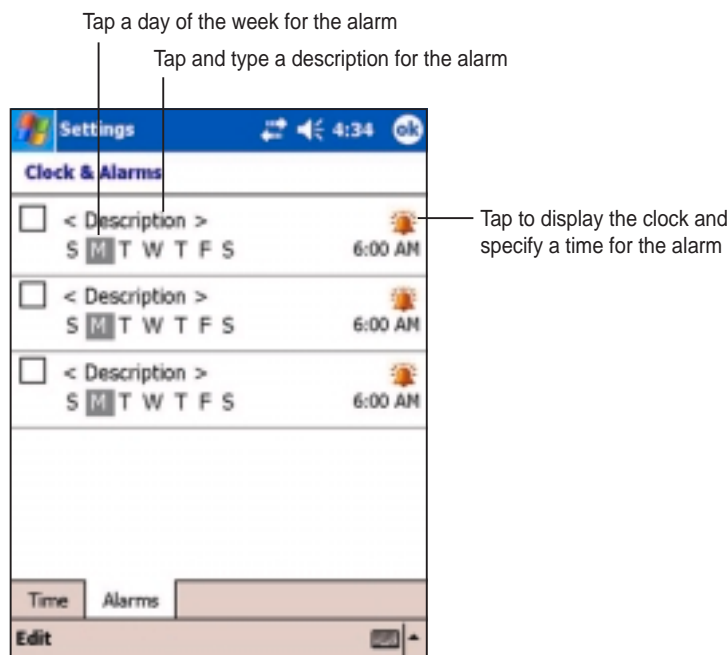 Tap a day of the week for the alarm
Tap and type a description for the alarm
Settings 4:34 ok
Clock & Alarms
< Description >
S M T W T F S 6:00 AM
Tap to display the clock and
specify a time for the alarm
< Description >
S M T W T F S 6:00 AM
< Description >
S M T W T F S 6:00 AM
Time Alarms
Edit